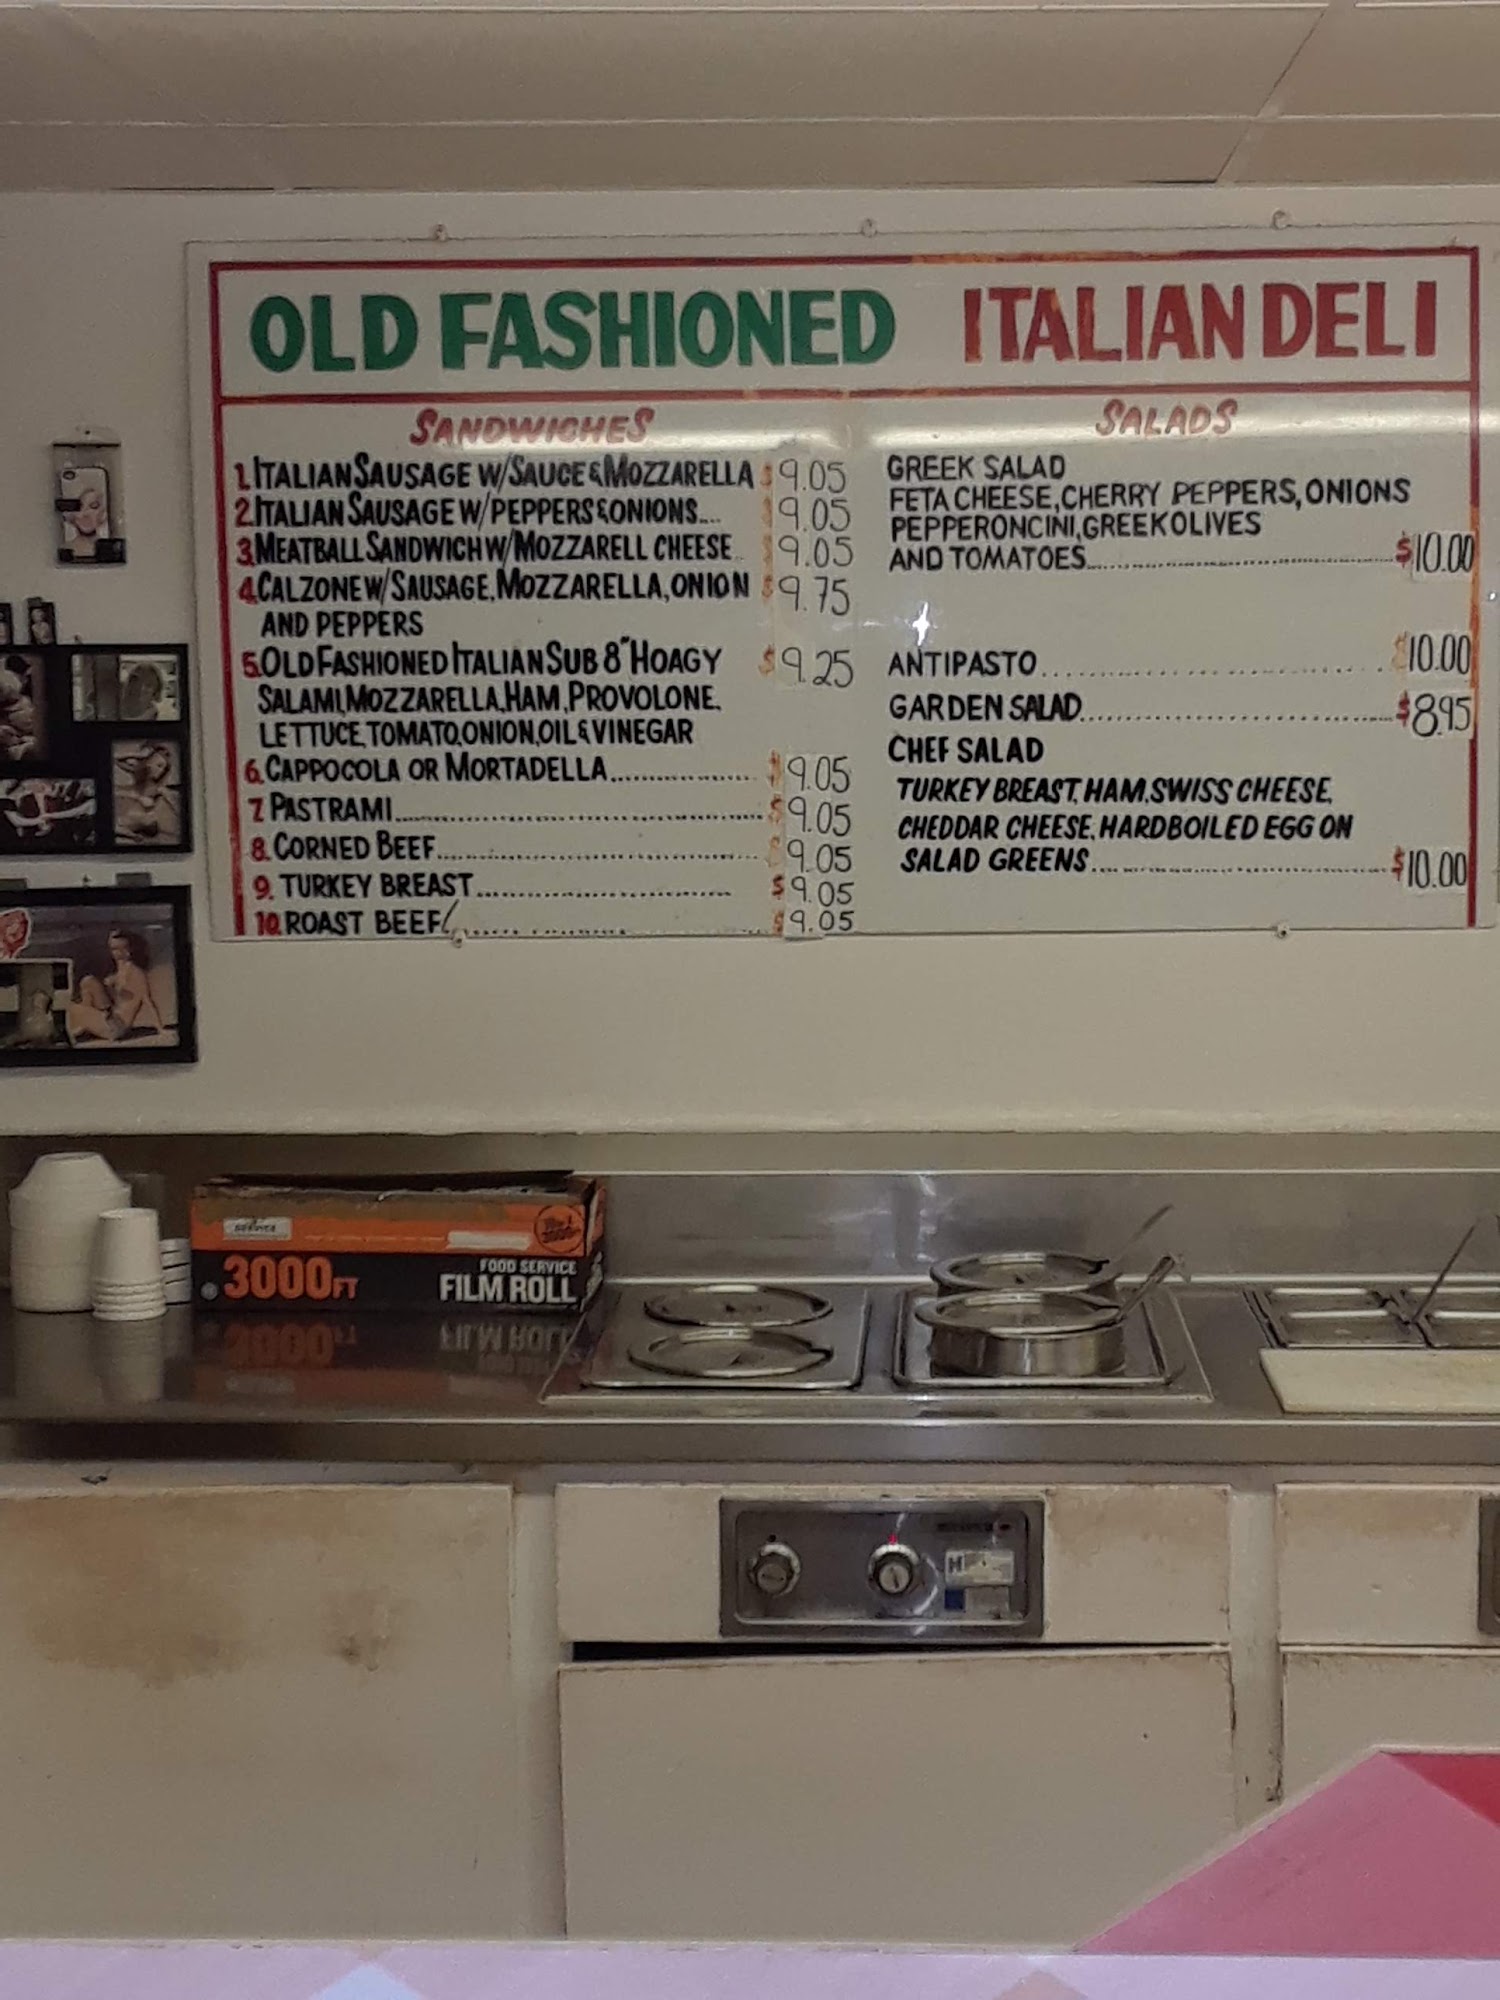 OLD FASHIONED ITALIAN DELI
SANDWICHES
1. ITALIAN SAUSAGE W/SAUCE & MOZZARELLA $9.05
2. ITALIAN SAUSAGE W/PEPPERS & ONIONS.... $9.05
3. MEATBALL SANDWICH W/MOZZARELL CHEESE.. $9.05
4. CALZONE W/SAUSAGE, MOZZARELLA, ONION $9.75
AND PEPPERS
5. OLD FASHIONED ITALIAN SUB 8" HOAGY $9.25
SALAMI, MOZZARELLA, HAM, PROVOLONE,
LETTUCE, TOMATO, ONION, OIL & VINEGAR
6. CAPPOCOLA OR MORTADELLA............... $9.05
7. PASTRAMI............................ $9.05
8. CORNED BEEF............................ $9.05
9. TURKEY BREAST............................ $9.05
10. ROAST BEEF............................ $9.05
SALADS
GREEK SALAD
FETA CHEESE, CHERRY PEPPERS, ONIONS
PEPPERONCINI, GREEK OLIVES
AND TOMATOES............................ $10.00
ANTIPASTO............................ $10.00
GARDEN SALAD............................ $8.95
CHEF SALAD
TURKEY BREAST, HAM, SWISS CHEESE,
CHEDDAR CHEESE, HARDBOILED EGG ON
SALAD GREENS............................ $10.00
3000FT
FOOD SERVICE
FILM ROLL